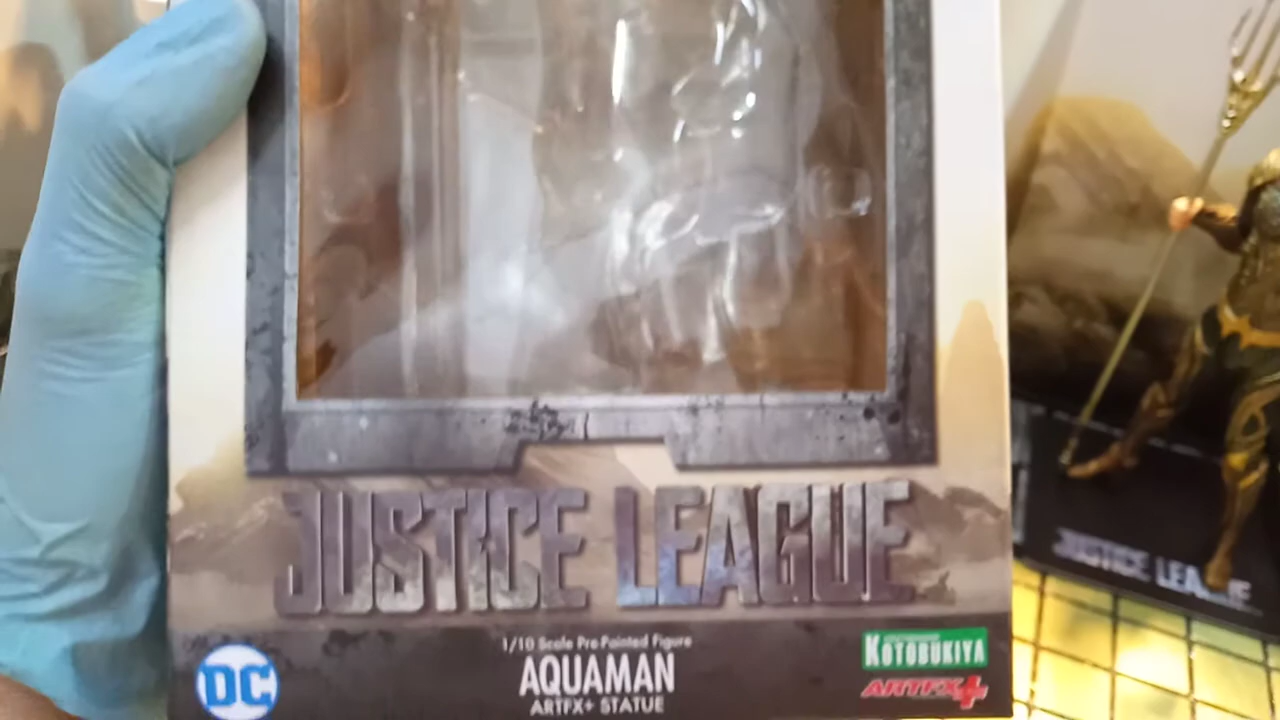 JUSTICE LEAGUE
1/10 Scale Pre-Painted Figure
AQUAMAN
ARTFX+ STATUE
DC
KOTOBUKIYA
ARTFX+
JUSTICE LEAGUE